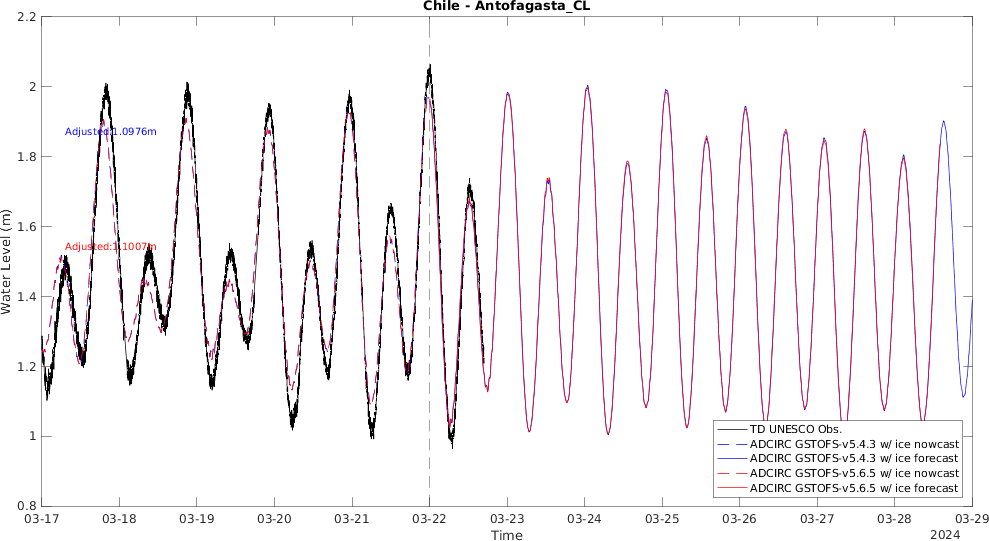 Chile - Antofagasta_CL
2.2
2
1.8
1.6
1.4
1.2
1
0.8
Water Level (m)
Adjusted:1.0976m
Adjusted:1.1007m
TD UNESCO Obs.
ADCIRC GSTOFS-v5.4.3 w/ ice nowcast
ADCIRC GSTOFS-v5.4.3 w/ ice forecast
ADCIRC GSTOFS-v5.6.5 w/ ice nowcast
ADCIRC GSTOFS-v5.6.5 w/ ice forecast
03-17 03-18 03-19 03-20 03-21 03-22 03-23 03-24 03-25 03-26 03-27 03-28 03-29
Time
2024